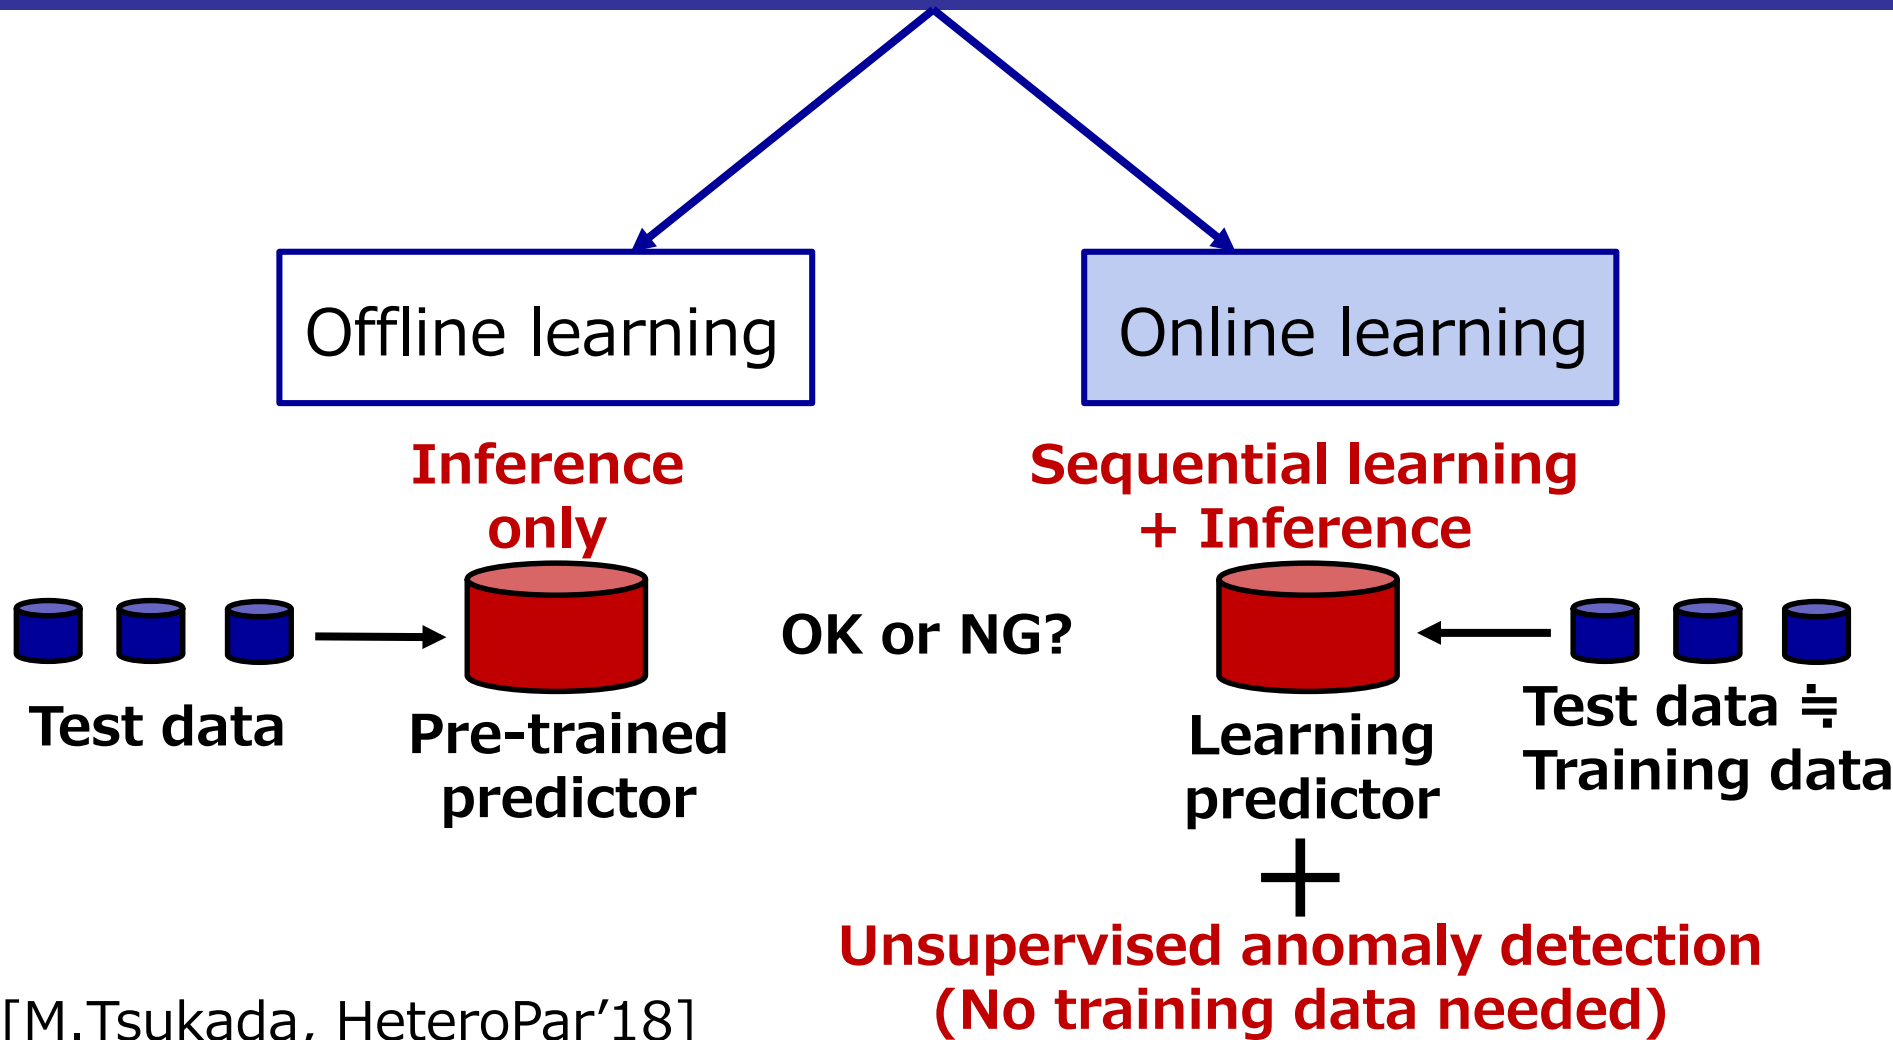 Offline learning
Online learning
Inference
only
Sequential learning
+ Inference
OK or NG?
Test data
Pre-trained
predictor
Learning
predictor
Test data ≒
Training data
+
Unsupervised anomaly detection
(No training data needed)
[M.Tsukada, HeteroPar’18]